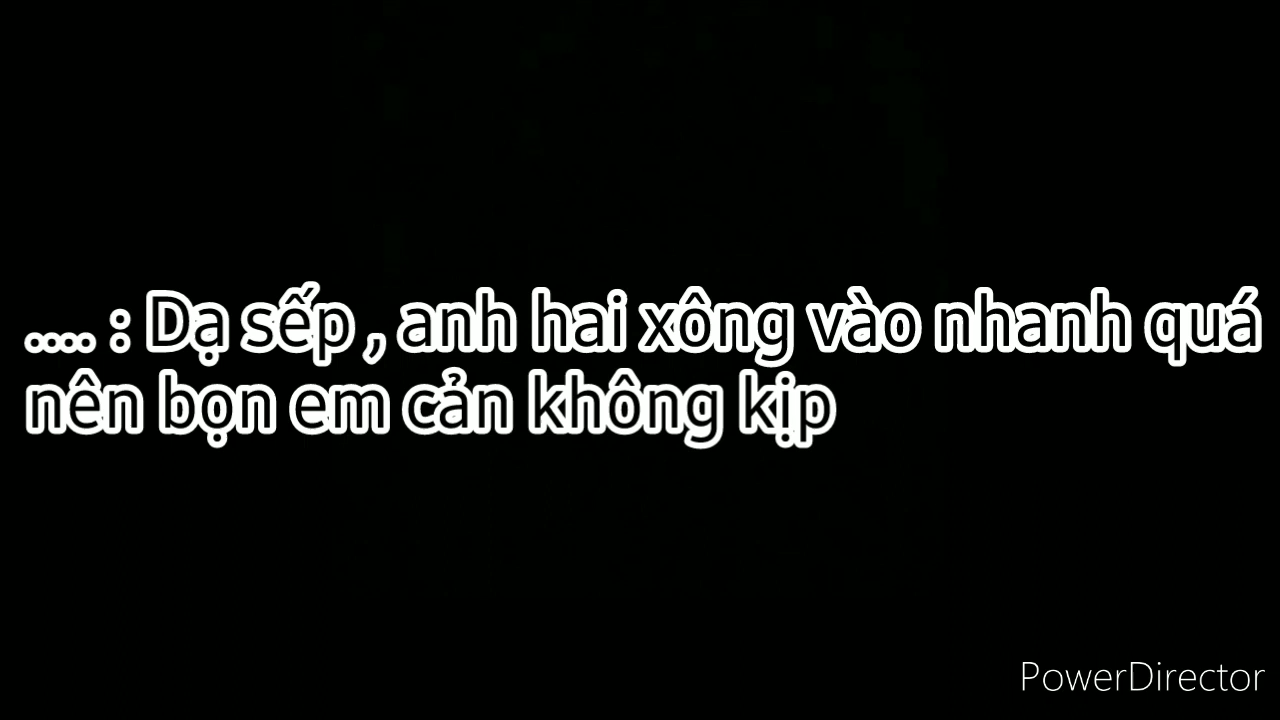 .... : Dạ sếp , anh hai xông vào nhanh quá
nên bọn em cản không kịp
PowerDirector